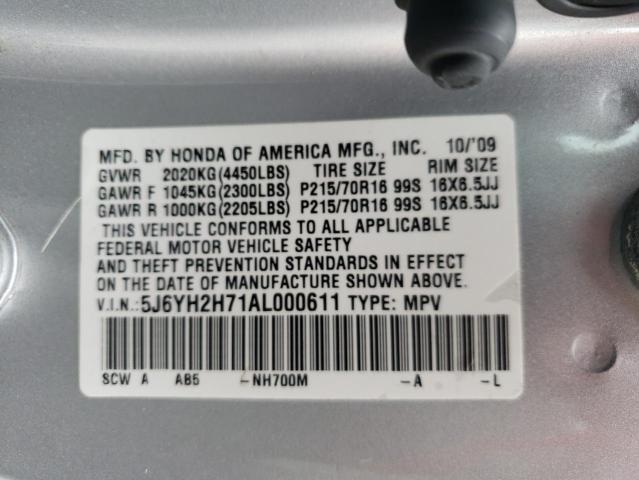 MFD. BY HONDA OF AMERICA MFG., INC. 10/'09
GVWR 2020KG(4450LBS) TIRE SIZE RIM SIZE
GAWR F 1045KG(2300LBS) P215/70R16 99S 16X6.5JJ
GAWR R 1000KG(2205LBS) P215/70R16 99S 16X6.5JJ
THIS VEHICLE CONFORMS TO ALL APPLICABLE
FEDERAL MOTOR VEHICLE SAFETY
AND THEFT PREVENTION STANDARDS IN EFFECT
ON THE DATE OF MANUFACTURE SHOWN ABOVE.
V.I.N.:5J6YH2H71AL000611 TYPE: MPV
SCW A AB5 -NH700M -A -L